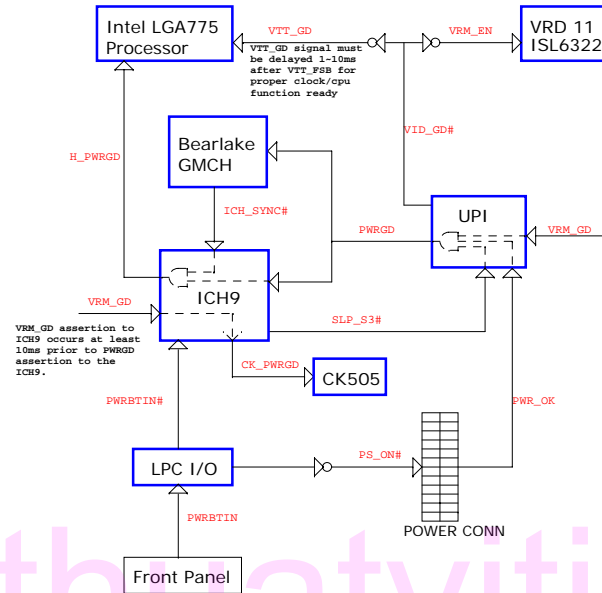 Intel LGA775
Processor
VTT_GD
VRM_EN
VRD 11
ISL6322
VTT_GD signal must
be delayed 1~10ms
after VTT_FSB for
proper clock/cpu
function ready
VID_GD#
H_PWRGD
Bearlake
GMCH
ICH_SYNC#
PWRGD
UPI
VRM_GD
ICH9
VRM_GD
SLP_S3#
VRM_GD assertion to
ICH9 occurs at least
10ms prior to PWRGD
assertion to the
ICH9.
CK_PWRGD
CK505
PWRBTIN#
PWR_OK
LPC I/O
PS_ON#
POWER CONN
PWRBTIN
Front Panel
thuatviti